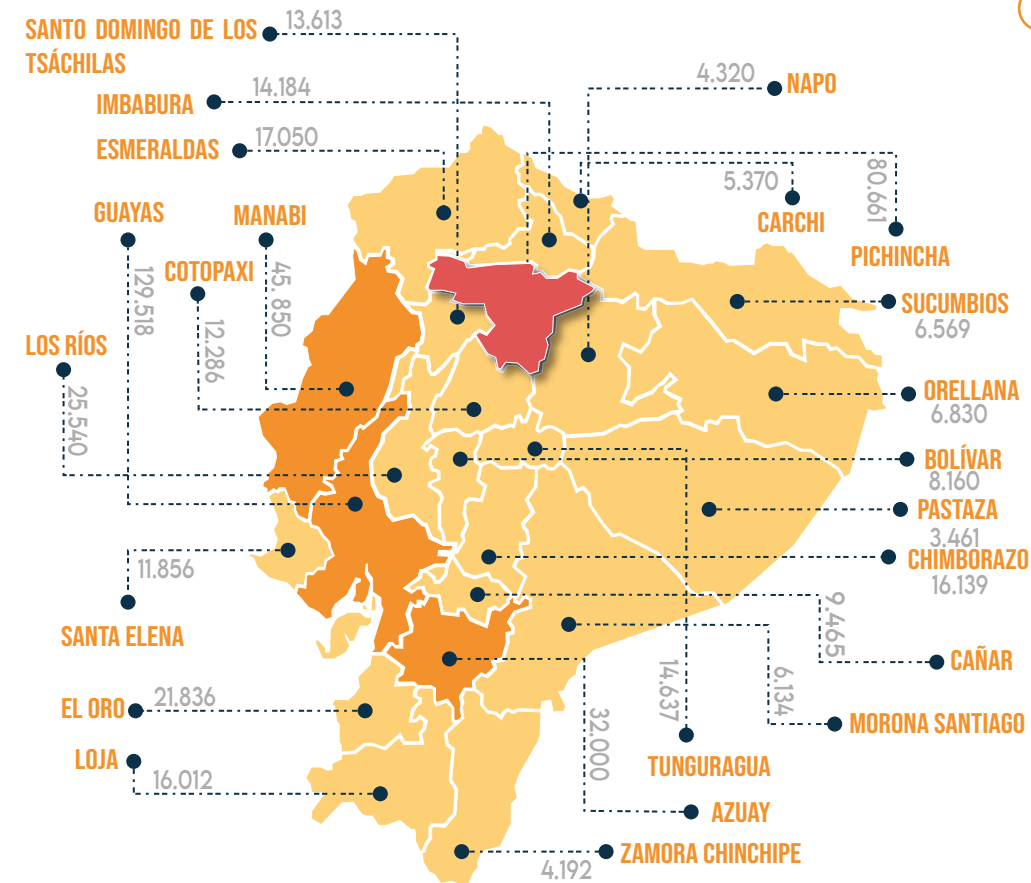 SANTO DOMINGO DE LOS
TSÁCHILAS
13.613
IMBABURA
14.184
ESMERALDAS
17.050
GUAYAS
129.518
MANABI
45. 850
COTOPAXI
12.286
LOS RÍOS
25.540
11.856
SANTA ELENA
EL ORO
21.836
LOJA
16.012
4.320
NAPO
5.370
CARCHI
80.661
PICHINCHA
SUCUMBIOS
6.569
ORELLANA
6.830
BOLÍVAR
8.160
PASTAZA
3.461
CHIMBORAZO
16.139
9.4465
CAÑAR
6.134
MORONA SANTIAGO
14.637
TUNGURAGUA
32.000
AZUAY
ZAMORA CHINCHIPE
4.192